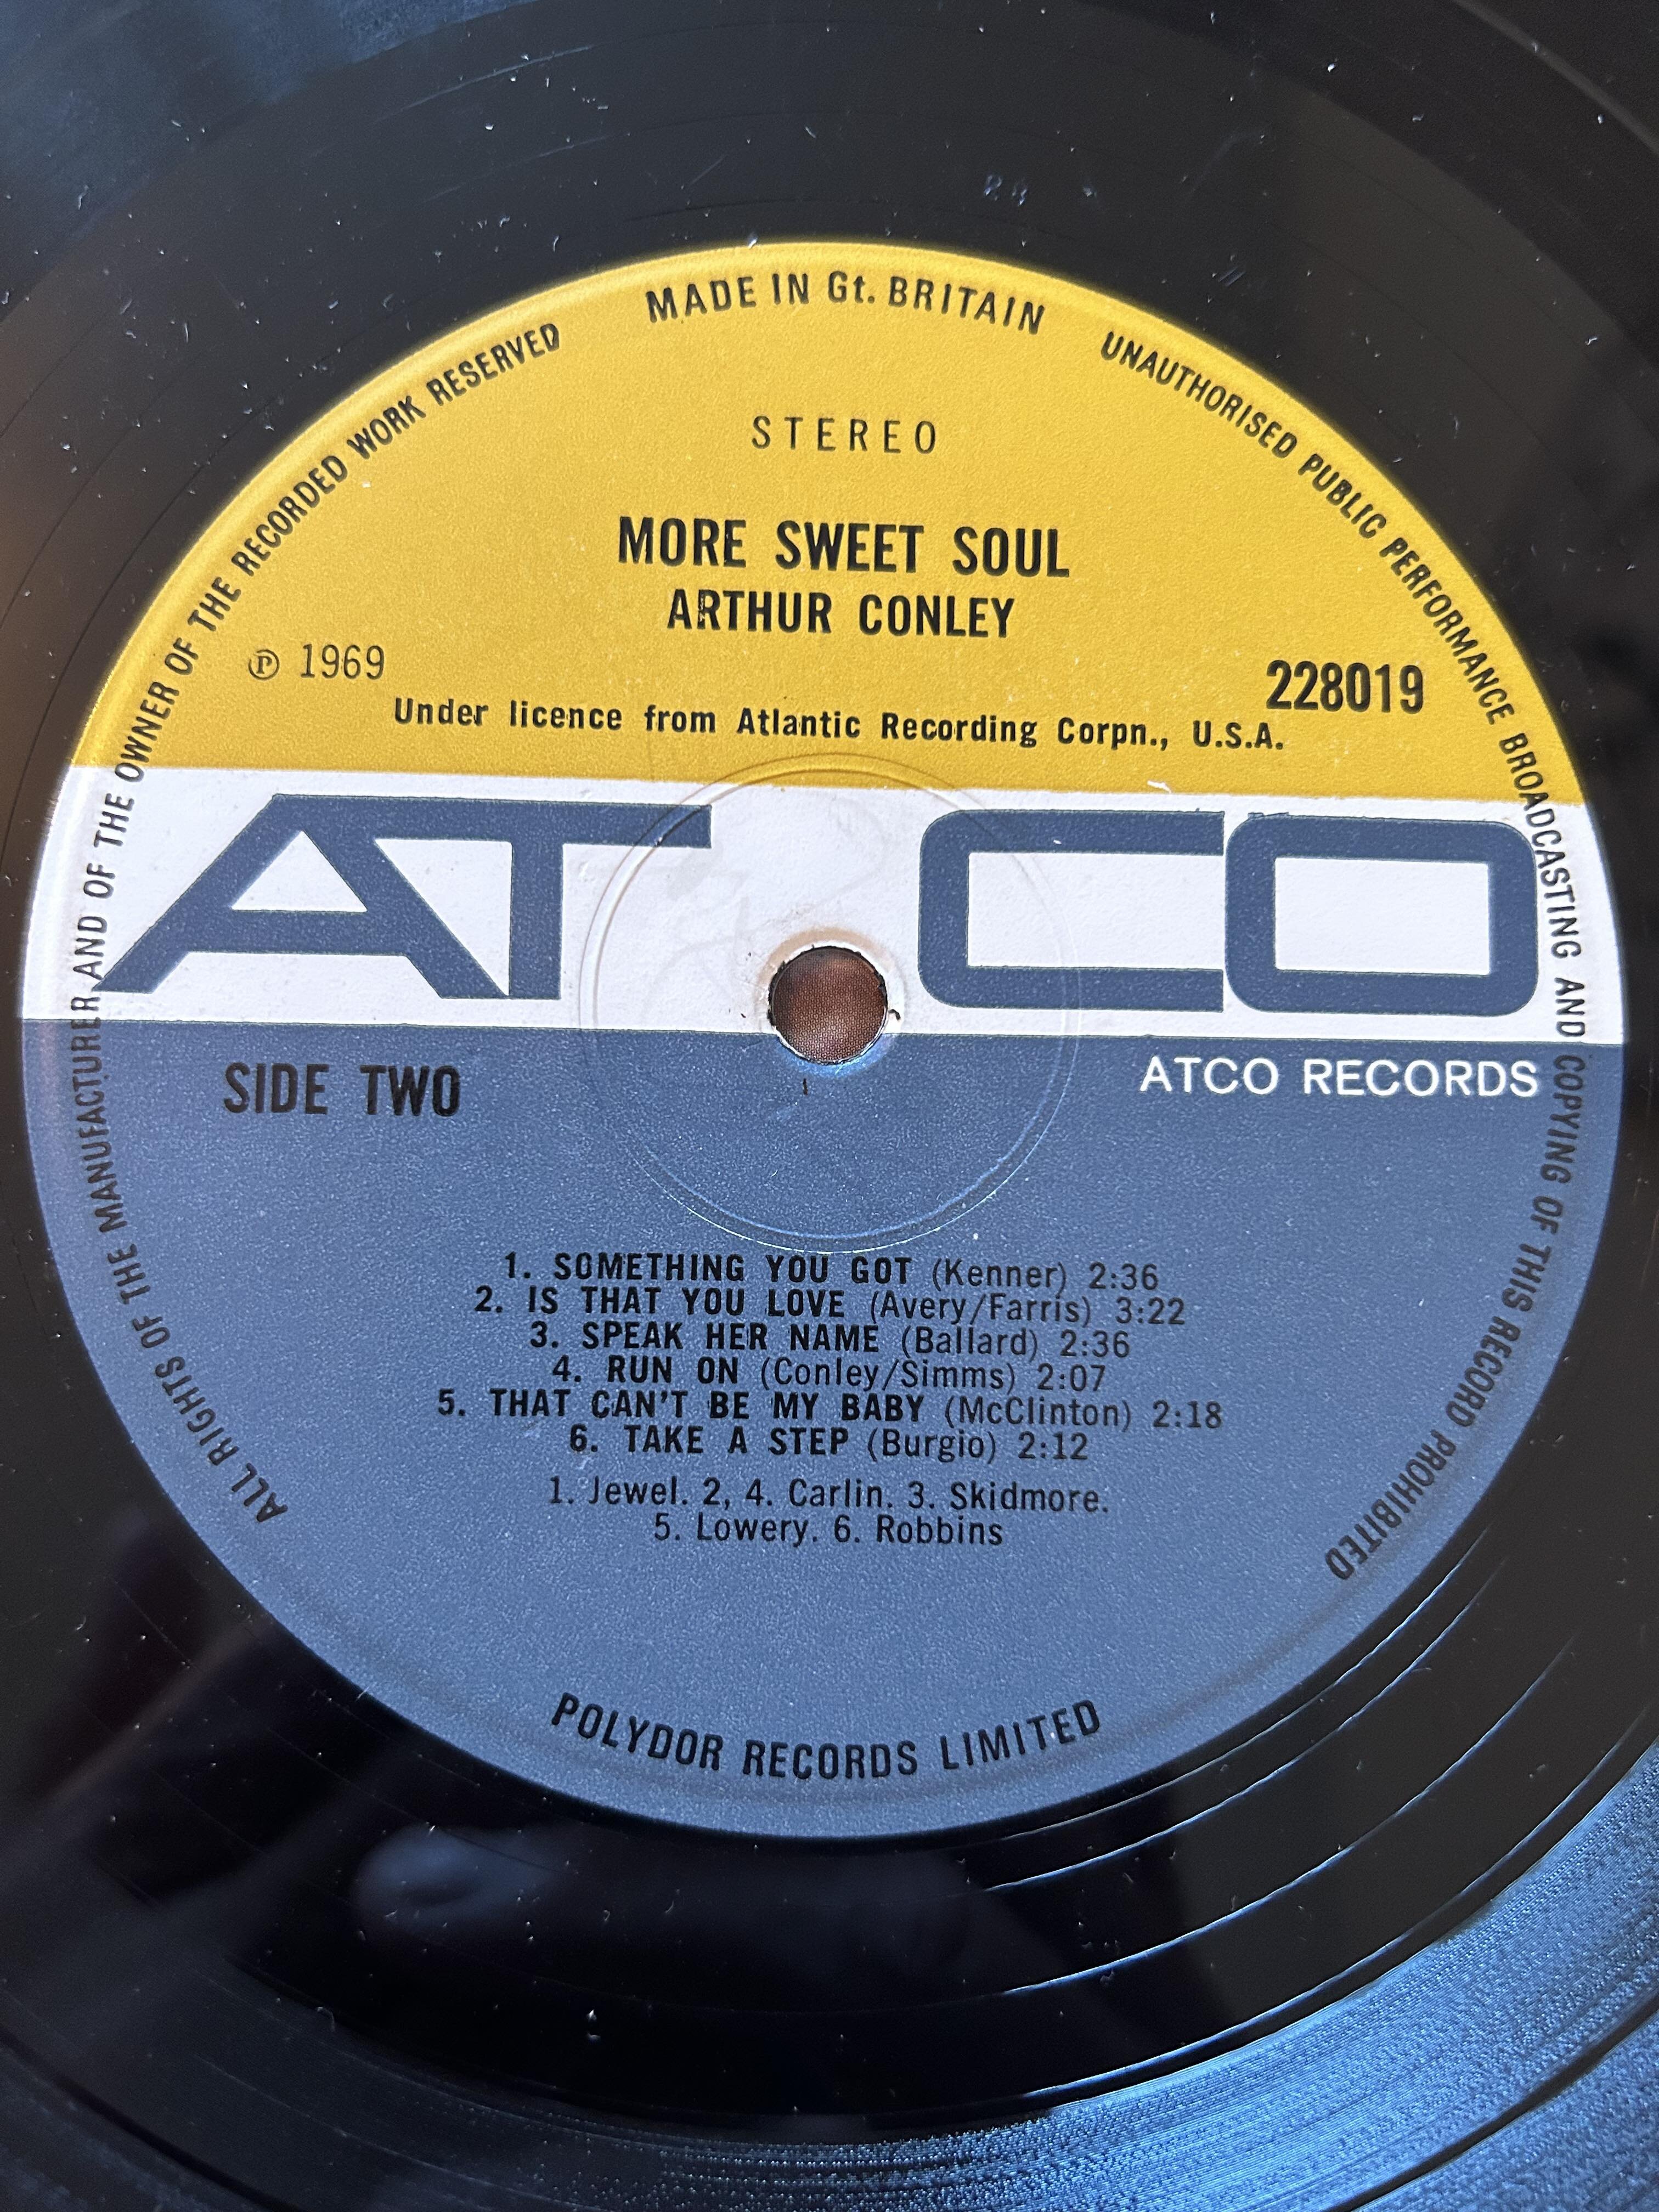 MADE IN Gt. BRITAIN
UNAUTHORISED PUBLIC PERFORMANCE BROADCASTING AND COPYING OF THIS RECORD PROHIBITED
ALL RIGHTS OF THE MANUFACTURER AND OF THE OWNER OF THE RECORDED WORK RESERVED
STEREO
MORE SWEET SOUL
ARTHUR CONLEY
℗ 1969
228019
Under licence from Atlantic Recording Corpn., U.S.A.
ATCO
SIDE TWO
ATCO RECORDS
1. SOMETHING YOU GOT (Kenner) 2:36
2. IS THAT YOU LOVE (Avery/Farris) 3:22
3. SPEAK HER NAME (Ballard) 2:36
4. RUN ON (Conley/Simms) 2:07
5. THAT CAN'T BE MY BABY (McClinton) 2:18
6. TAKE A STEP (Burgio) 2:12
1. Jewel. 2, 4. Carlin. 3. Skidmore.
5. Lowery. 6. Robbins
POLYDOR RECORDS LIMITED